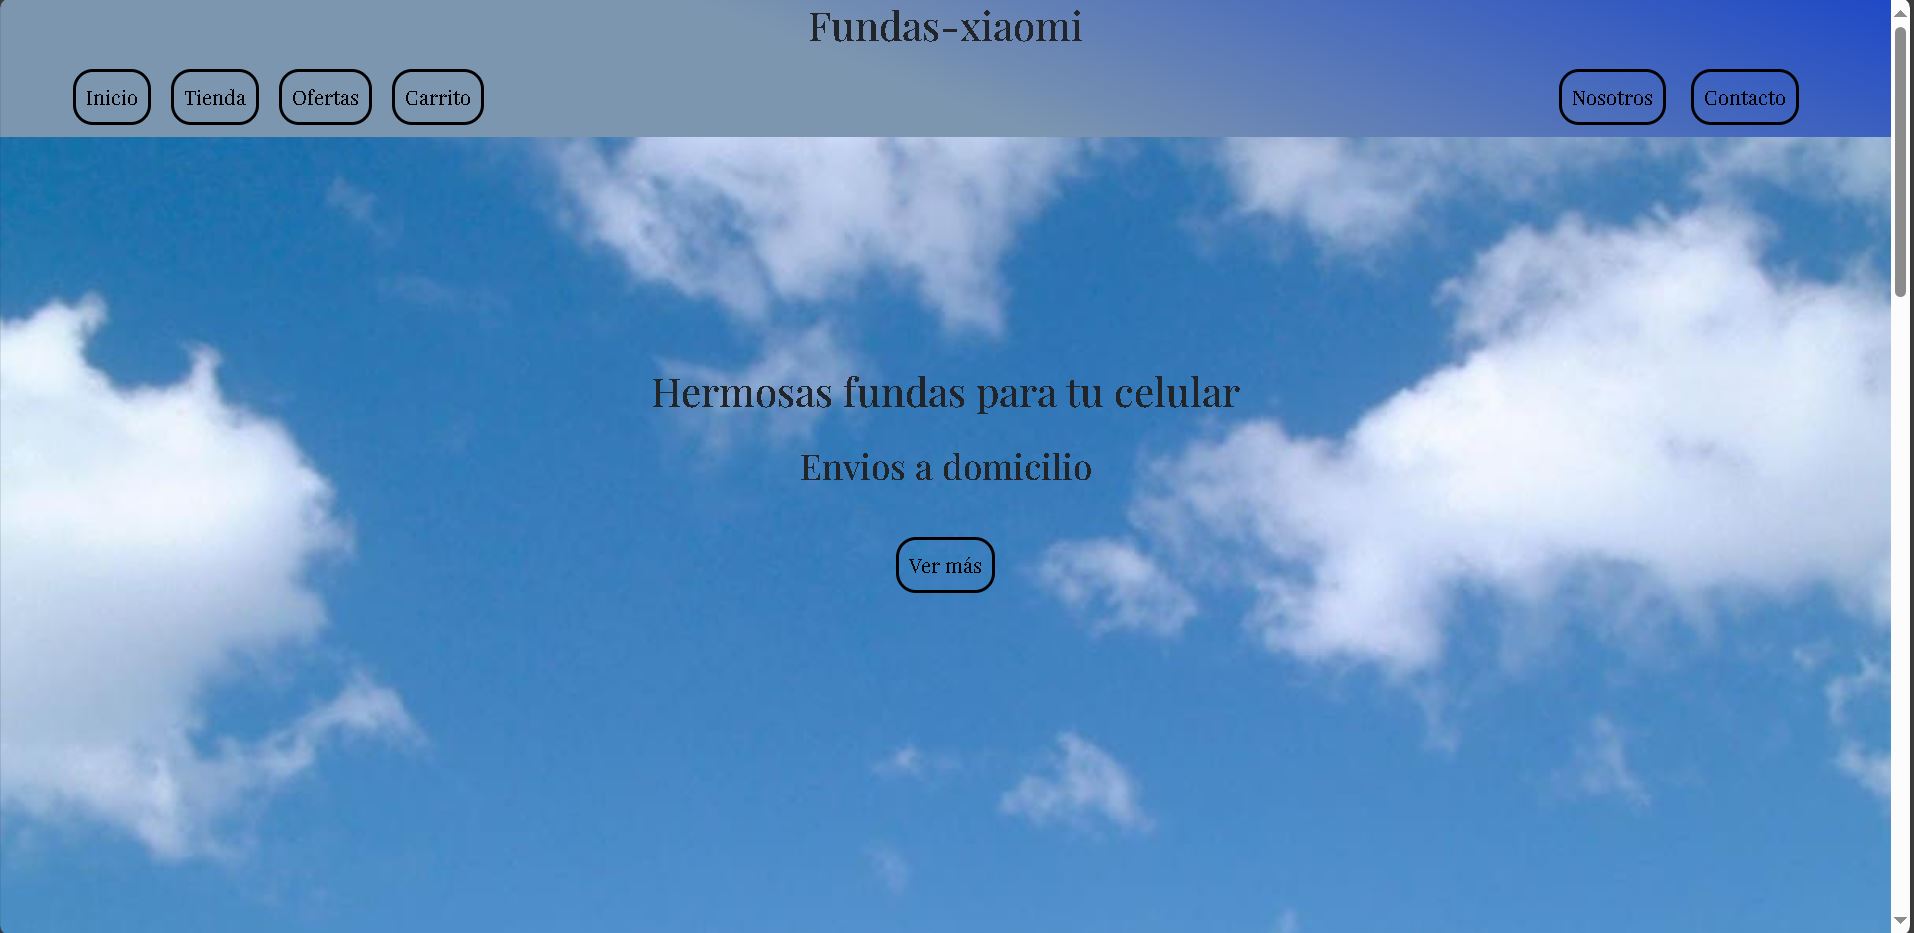 Fundas-xiaomi
Inicio Tienda Ofertas Carrito Nosotros Contacto
Hermosas fundas para tu celular
Envios a domicilio
Ver más